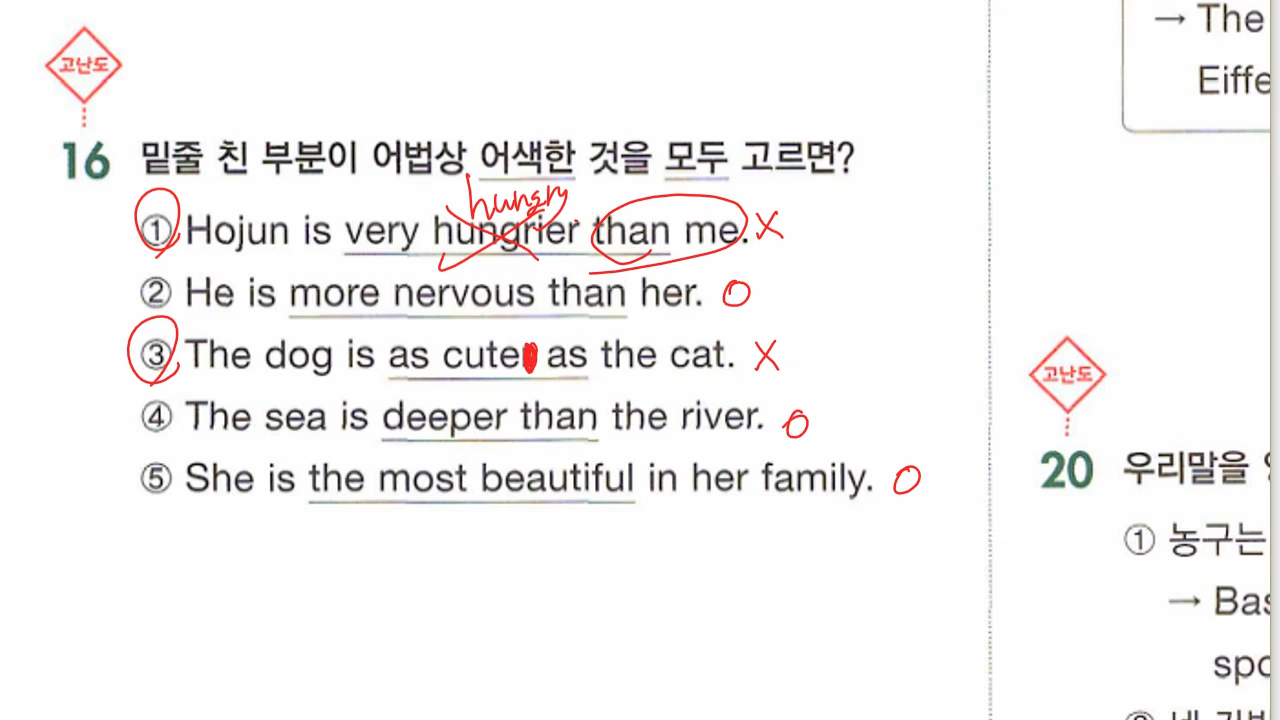 고난도
16 밑줄 친 부분이 어법상 어색한 것을 모두 고르면?
hungry
① Hojun is very hungrier than me. X
② He is more nervous than her. O
③ The dog is as cute as the cat. X
④ The sea is deeper than the river. O
⑤ She is the most beautiful in her family. O
→ The
Eiffe
고난도
20 우리말을
① 농구는
→ Bas
spo